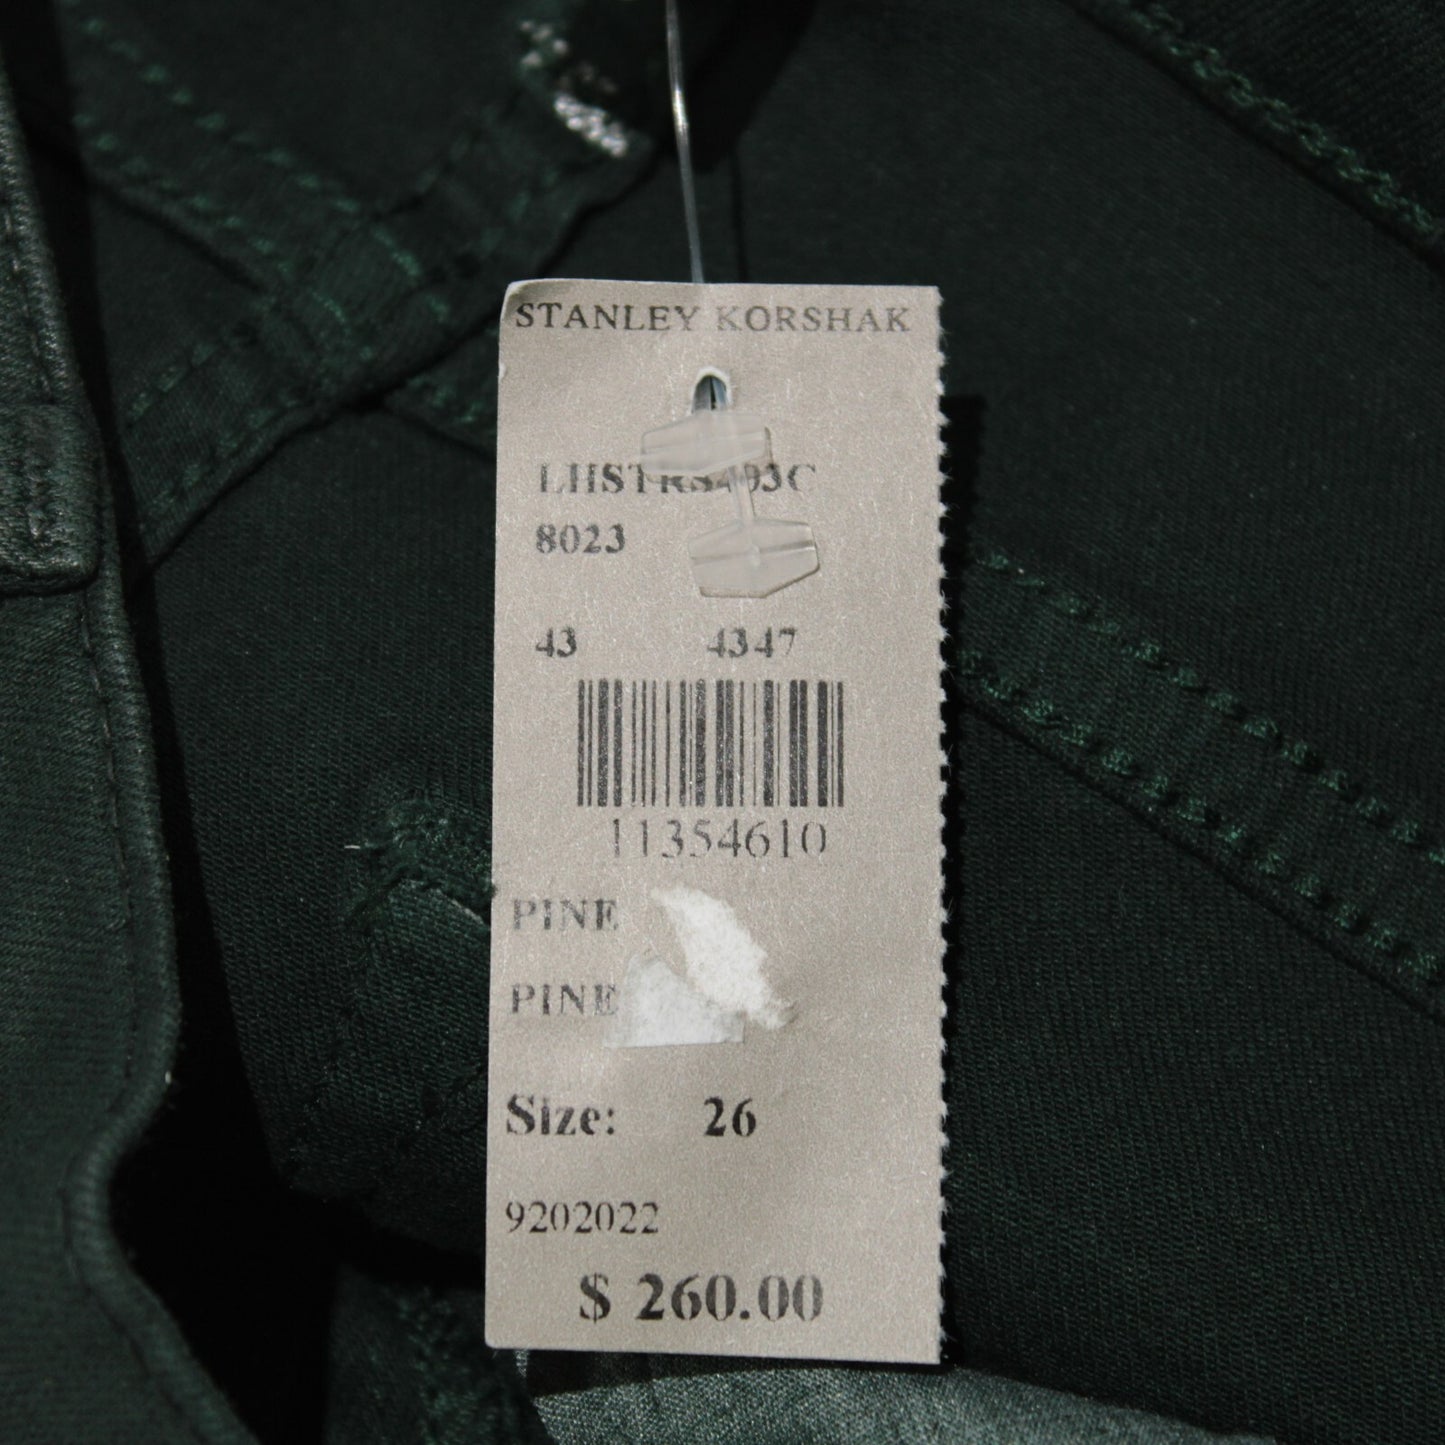 STANLEY KORSHAK
8023
43 4347
11354610
PINE
PINE
Size: 26
9202022
$ 260.00